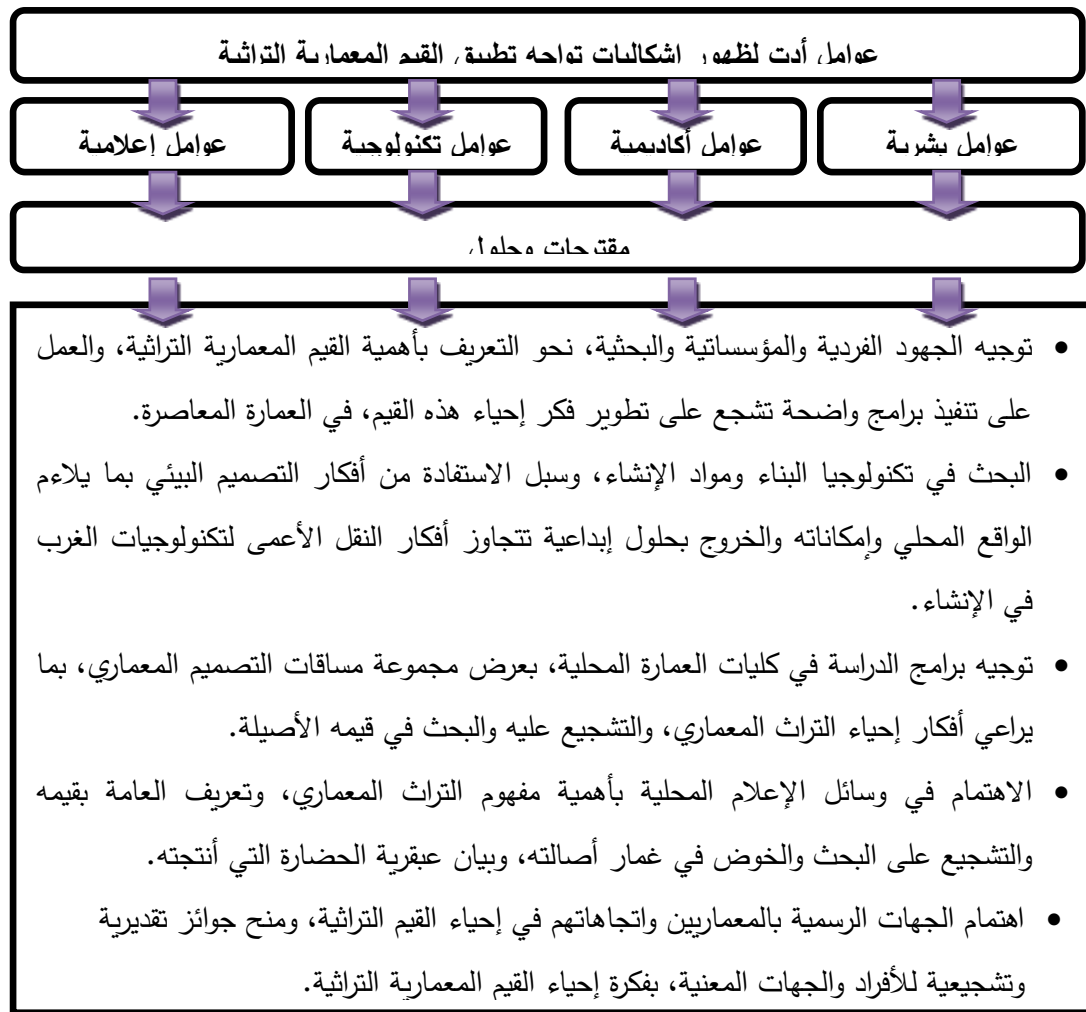 عوامل أدت لظهور اشكاليات تواجه تطبيق القيم المعمارية التراثية
عوامل بشرية
عوامل أكاديمية
عوامل تكنولوجية
عوامل إعلامية
مقترحات وحلول
• توجيه الجهود الفردية والمؤسساتية والبحثية، نحو التعريف بأهمية القيم المعمارية التراثية، والعمل
على تنفيذ برامج واضحة تشجع على تطوير فكر إحياء هذه القيم، في العمارة المعاصرة.
• البحث في تكنولوجيا البناء ومواد الإنشاء، وسبل الاستفادة من أفكار التصميم البيئي بما يلاءم
الواقع المحلي وإمكاناته والخروج بحلول إبداعية تتجاوز أفكار النقل الأعمى لتكنولوجيات الغرب
في الإنشاء.
• توجيه برامج الدراسة في كليات العمارة المحلية، بعرض مجموعة مساقات التصميم المعماري، بما
يراعي أفكار إحياء التراث المعماري، والتشجيع عليه والبحث في قيمه الأصيلة.
• الاهتمام في وسائل الإعلام المحلية بأهمية مفهوم التراث المعماري، وتعريف العامة بقيمه
والتشجيع على البحث والخوض في غمار أصالته، وبيان عبقرية الحضارة التي أنتجته.
• اهتمام الجهات الرسمية بالمعماريين واتجاهاتهم في إحياء القيم التراثية، ومنح جوائز تقديرية
وتشجيعية للأفراد والجهات المعنية، بفكرة إحياء القيم المعمارية التراثية.